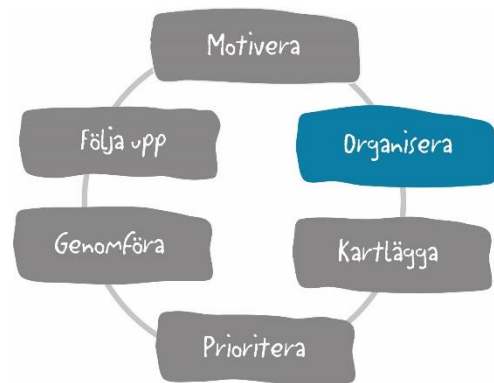 Motivera
Organisera
Kartlägga
Prioritera
Genomföra
Följa upp